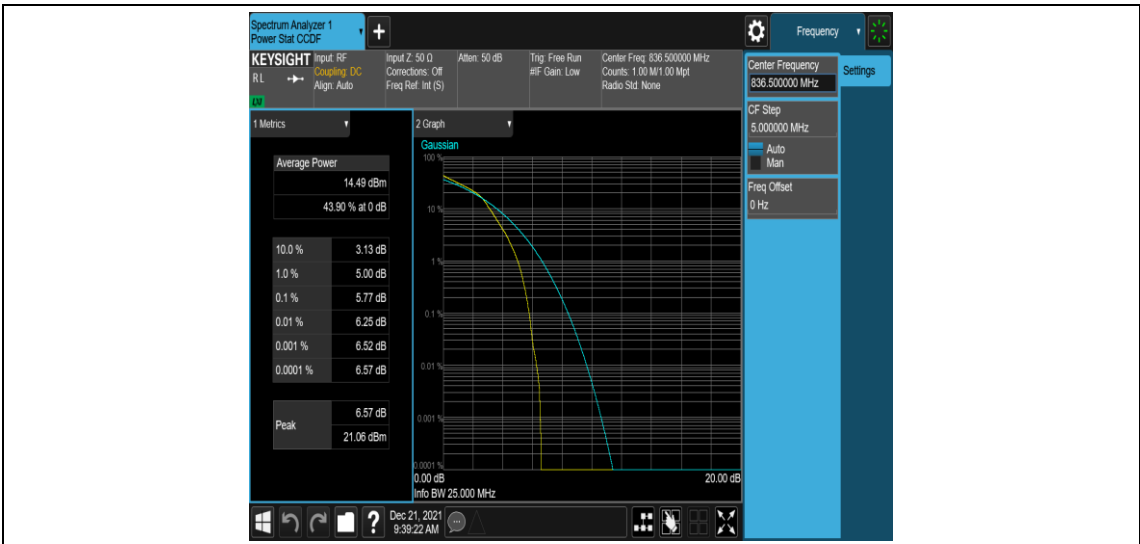 Spectrum Analyzer 1
Power Stat CCDF
+
Frequency
KEYSIGHT
RL
LXI
Input: RF
Coupling: DC
Align: Auto
Input Z: 50 Ω
Corrections: Off
Freq Ref: Int (S)
Atten: 50 dB
Trig: Free Run
#IF Gain: Low
Center Freq: 836.500000 MHz
Counts: 1.00 M/1.00 Mpt
Radio Std: None
Center Frequency
836.500000 MHz
Settings
CF Step
5.000000 MHz
Auto
Man
Freq Offset
0 Hz
1 Metrics
Average Power
14.49 dBm
43.90 % at 0 dB
10.0 % 3.13 dB
1.0 % 5.00 dB
0.1 % 5.77 dB
0.01 % 6.25 dB
0.001 % 6.52 dB
0.0001 % 6.57 dB
Peak
6.57 dB
21.06 dBm
2 Graph
Gaussian
100 %
10 %
1 %
0.1 %
0.01 %
0.001 %
0.0001 %
0.00 dB
20.00 dB
Info BW 25.000 MHz
?
Dec 21, 2021
9:39:22 AM